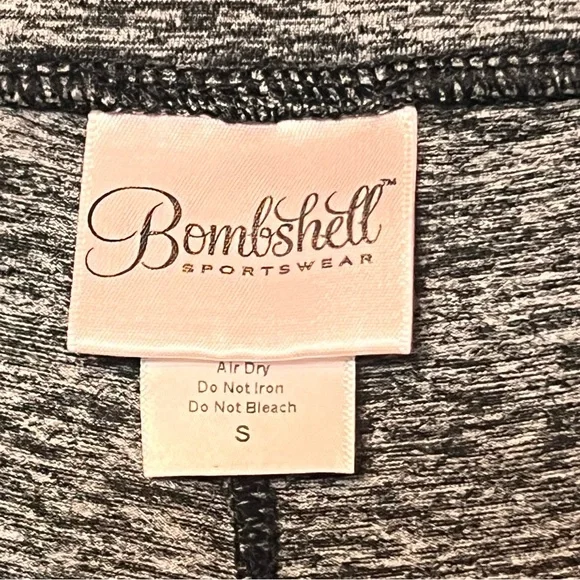 Bombshell™
SPORTSWEAR
Air Dry
Do Not Iron
Do Not Bleach
S